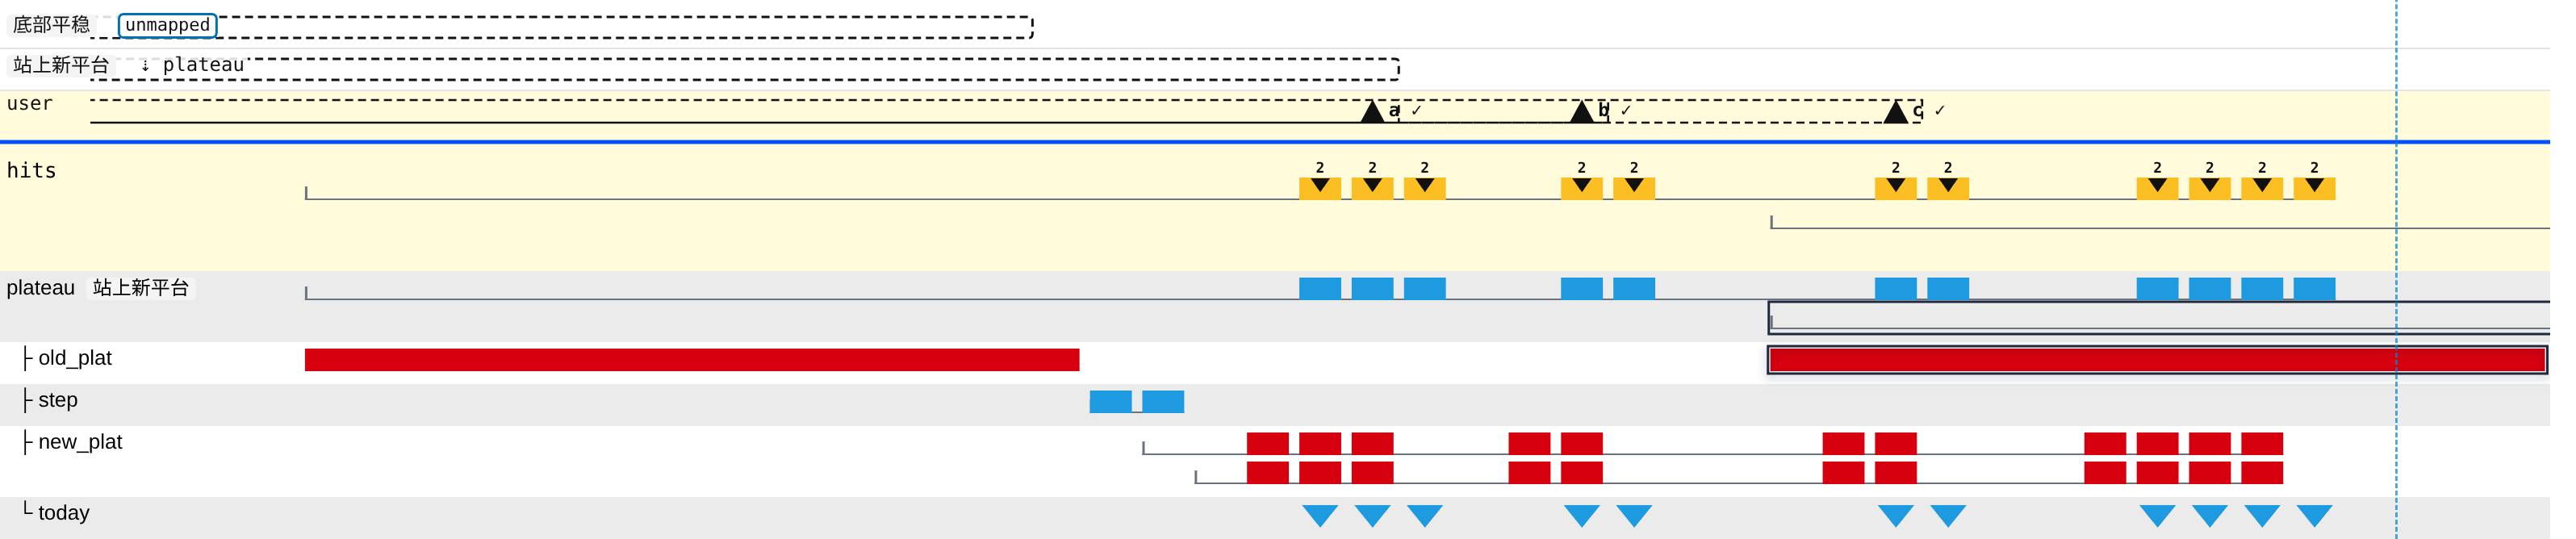 底部平稳 unmapped
站上新平台 ⇣ plateau
user a ✓ b ✓ c ✓
hits 2 2 2 2 2 2 2 2 2 2 2
plateau 站上新平台
├ old_plat
├ step
├ new_plat
└ today